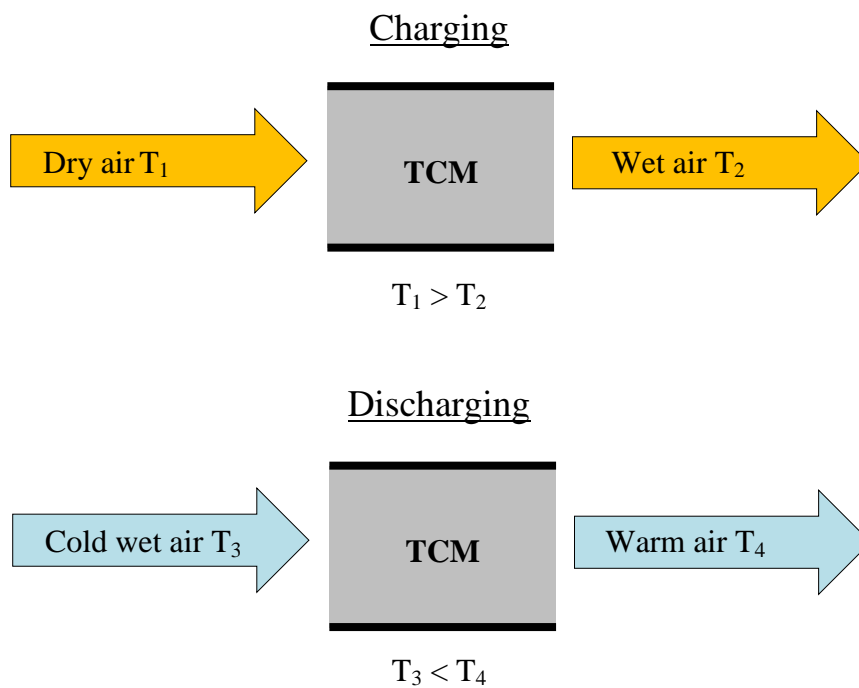 Charging
Dry air T₁
TCM
Wet air T₂
T₁ > T₂
Discharging
Cold wet air T₃
TCM
Warm air T₄
T₃ < T₄